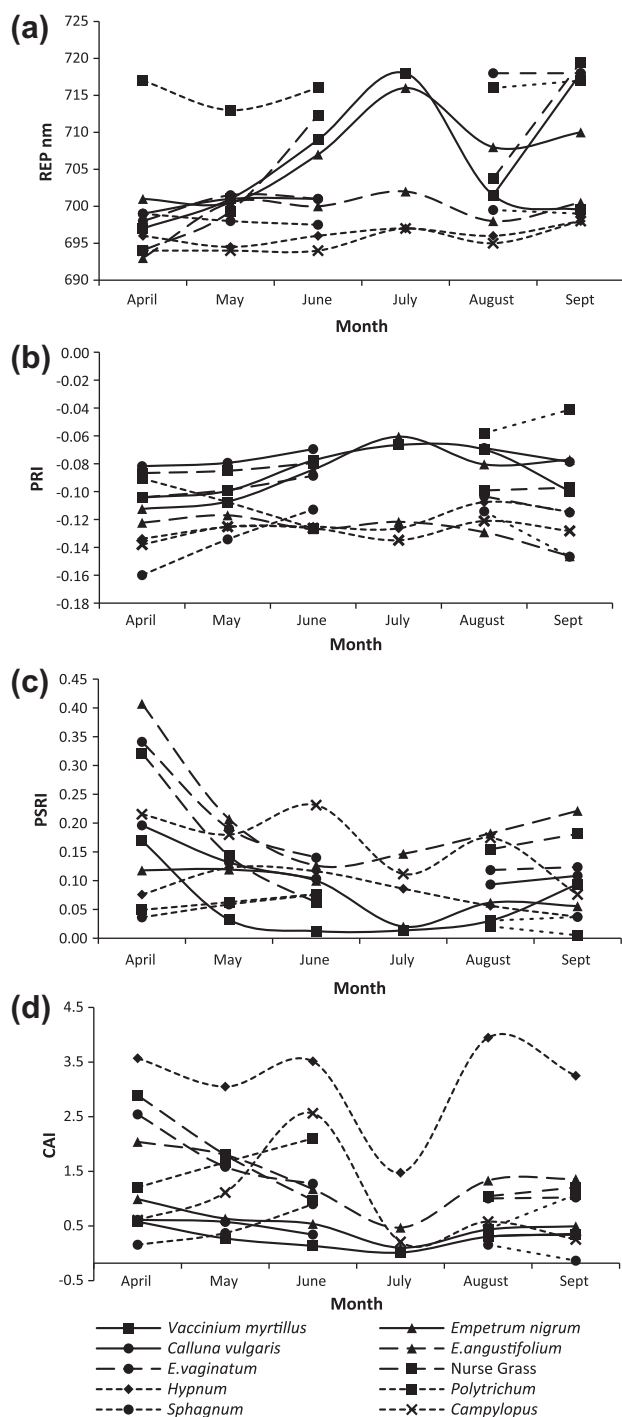 (a)
725
720
715
710
705
700
695
690
REP nm
April May June July August Sept
Month
(b)
0.00
-0.02
-0.04
-0.06
-0.08
-0.10
-0.12
-0.14
-0.16
-0.18
PRI
April May June July August Sept
Month
(c)
0.45
0.40
0.35
0.30
0.25
0.20
0.15
0.10
0.05
0.00
PSRI
April May June July August Sept
Month
(d)
4.5
3.5
2.5
1.5
0.5
-0.5
CAI
April May June July August Sept
Month
Vaccinium myrtillus Empetrum nigrum
Calluna vulgaris E.angustifolium
E.vaginatum Nurse Grass
Hypnum Polytrichum
Sphagnum Campylopus